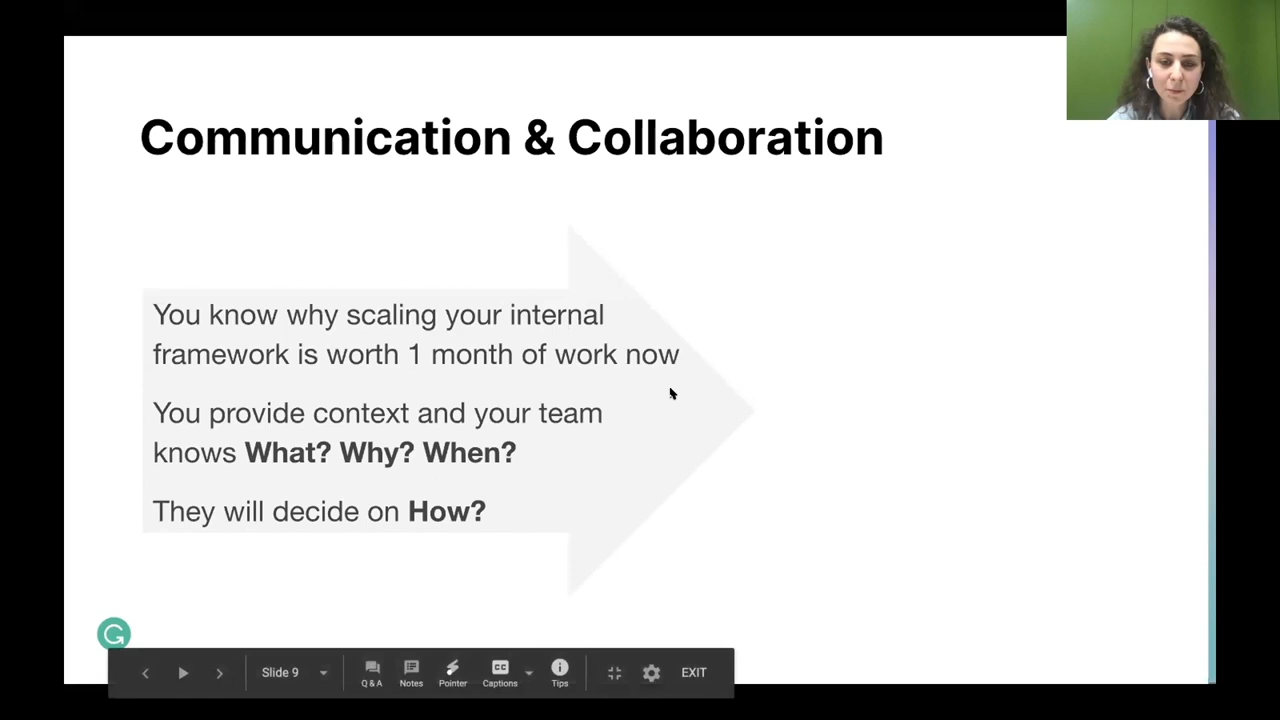 Communication & Collaboration
You know why scaling your internal
framework is worth 1 month of work now
You provide context and your team
knows What? Why? When?
They will decide on How?
Slide 9
Q & A
Notes
Pointer
CC
Captions
Tips
EXIT